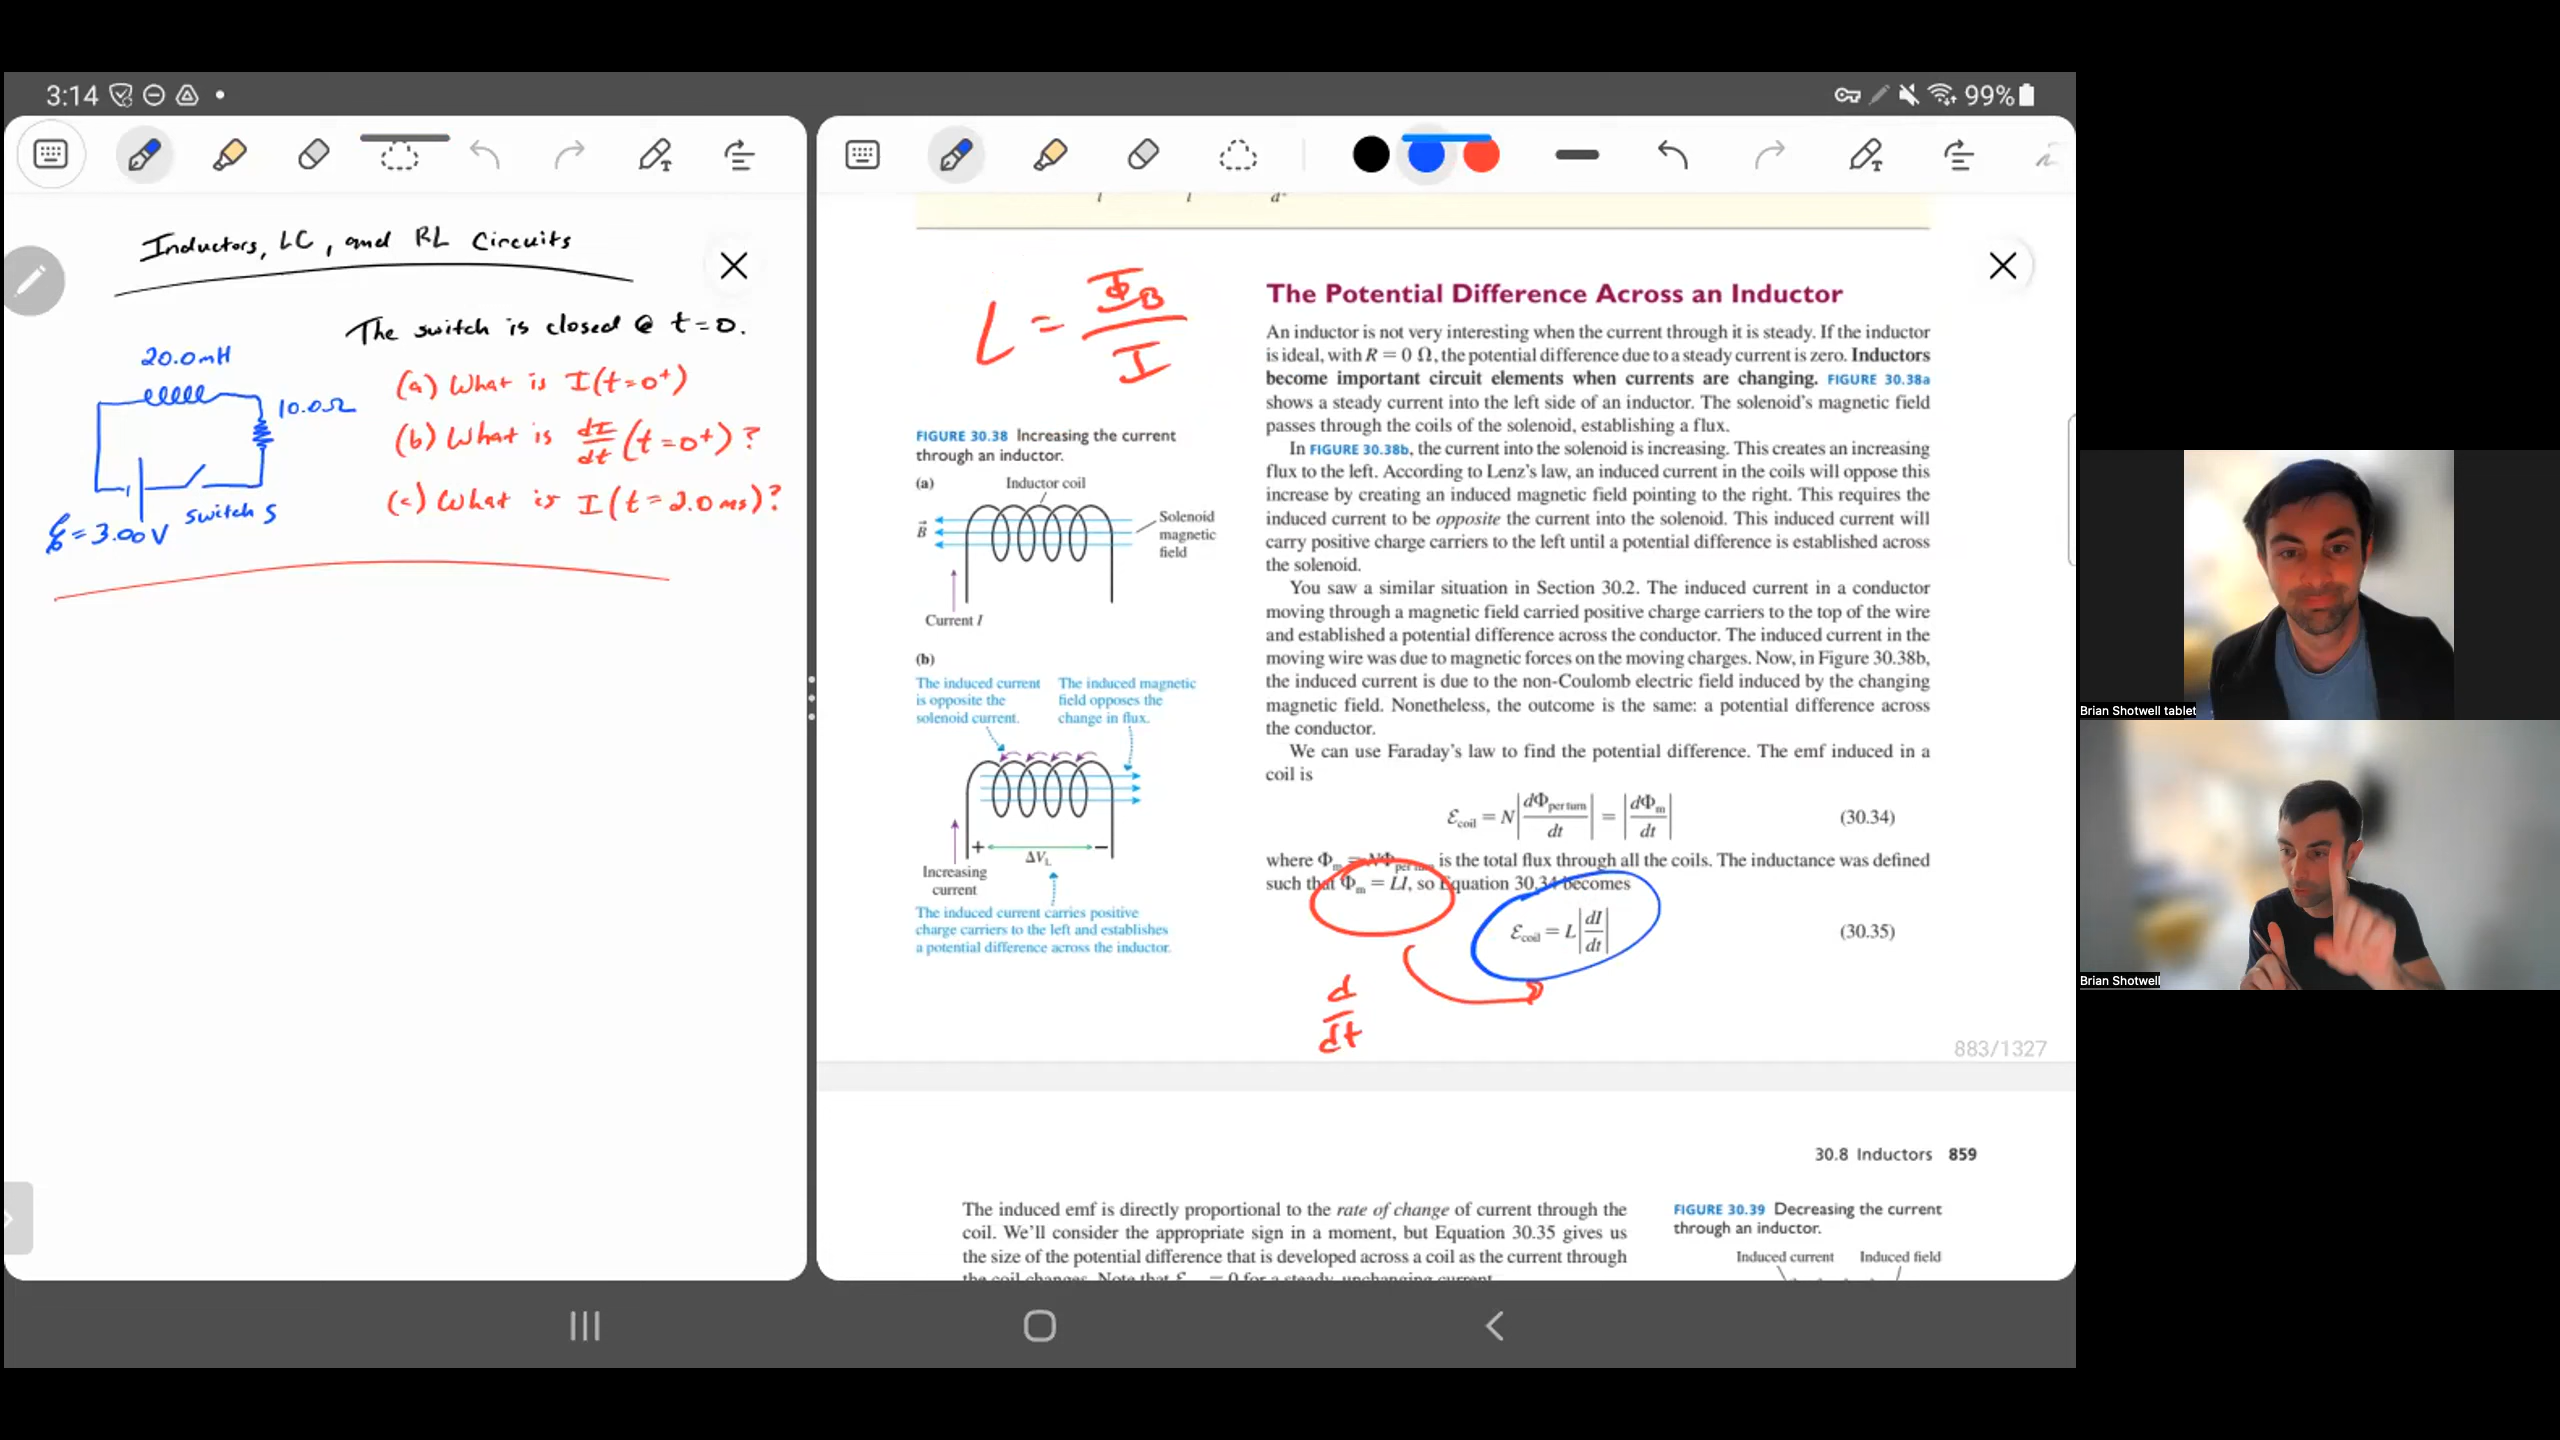 3:14
99%
Inductors, LC, and RL Circuits
The switch is closed @ t=0.
20.0mH
10.0Ω
ℰ = 3.00V
switch S
(a) What is I(t=0⁺)
(b) What is dI/dt (t=0⁺)?
(c) What is I(t=2.0ms)?
L = Φ_B / I
The Potential Difference Across an Inductor
An inductor is not very interesting when the current through it is steady. If the inductor
is ideal, with R = 0 Ω, the potential difference due to a steady current is zero. Inductors
become important circuit elements when currents are changing. FIGURE 30.38a
shows a steady current into the left side of an inductor. The solenoid's magnetic field
passes through the coils of the solenoid, establishing a flux.
In FIGURE 30.38b, the current into the solenoid is increasing. This creates an increasing
flux to the left. According to Lenz's law, an induced current in the coils will oppose this
increase by creating an induced magnetic field pointing to the right. This requires the
induced current to be opposite the current into the solenoid. This induced current will
carry positive charge carriers to the left until a potential difference is established across
the solenoid.
You saw a similar situation in Section 30.2. The induced current in a conductor
moving through a magnetic field carried positive charge carriers to the top of the wire
and established a potential difference across the conductor. The induced current in the
moving wire was due to magnetic forces on the moving charges. Now, in Figure 30.38b,
the induced current is due to the non-Coulomb electric field induced by the changing
magnetic field. Nonetheless, the outcome is the same: a potential difference across
the conductor.
We can use Faraday's law to find the potential difference. The emf induced in a
coil is
ℰcoil = N|dΦper turn/dt| = |dΦm/dt| (30.34)
where Φm = NΦper turn is the total flux through all the coils. The inductance was defined
such that Φm = LI, so Equation 30.34 becomes
ℰcoil = L|dI/dt| (30.35)
d/dt
FIGURE 30.38 Increasing the current
through an inductor.
(a)
Inductor coil
B
Solenoid
magnetic
field
Current I
(b)
The induced current
is opposite the
solenoid current.
The induced magnetic
field opposes the
change in flux.
+ ΔVL −
Increasing
current
The induced current carries positive
charge carriers to the left and establishes
a potential difference across the inductor.
883/1327
30.8 Inductors 859
The induced emf is directly proportional to the rate of change of current through the
coil. We'll consider the appropriate sign in a moment, but Equation 30.35 gives us
the size of the potential difference that is developed across a coil as the current through
the coil changes. Note that ℰ = 0 for a steady, unchanging current.
FIGURE 30.39 Decreasing the current
through an inductor.
Induced current
Induced field
Brian Shotwell tablet
Brian Shotwell